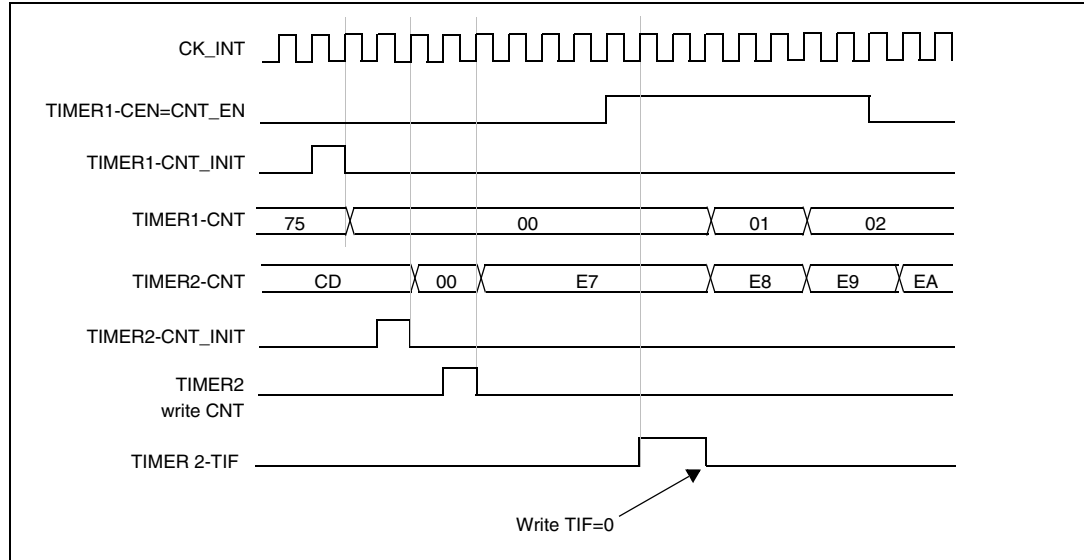 CK_INT
TIMER1-CEN=CNT_EN
TIMER1-CNT_INIT
TIMER1-CNT 75 00 01 02
TIMER2-CNT CD 00 E7 E8 E9 EA
TIMER2-CNT_INIT
TIMER2
write CNT
TIMER 2-TIF
Write TIF=0